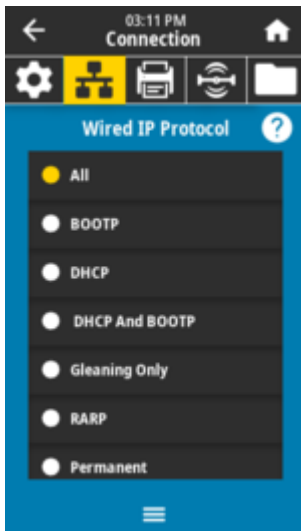 03:11 PM
Connection
Wired IP Protocol ?
All
BOOTP
DHCP
DHCP And BOOTP
Gleaning Only
RARP
Permanent